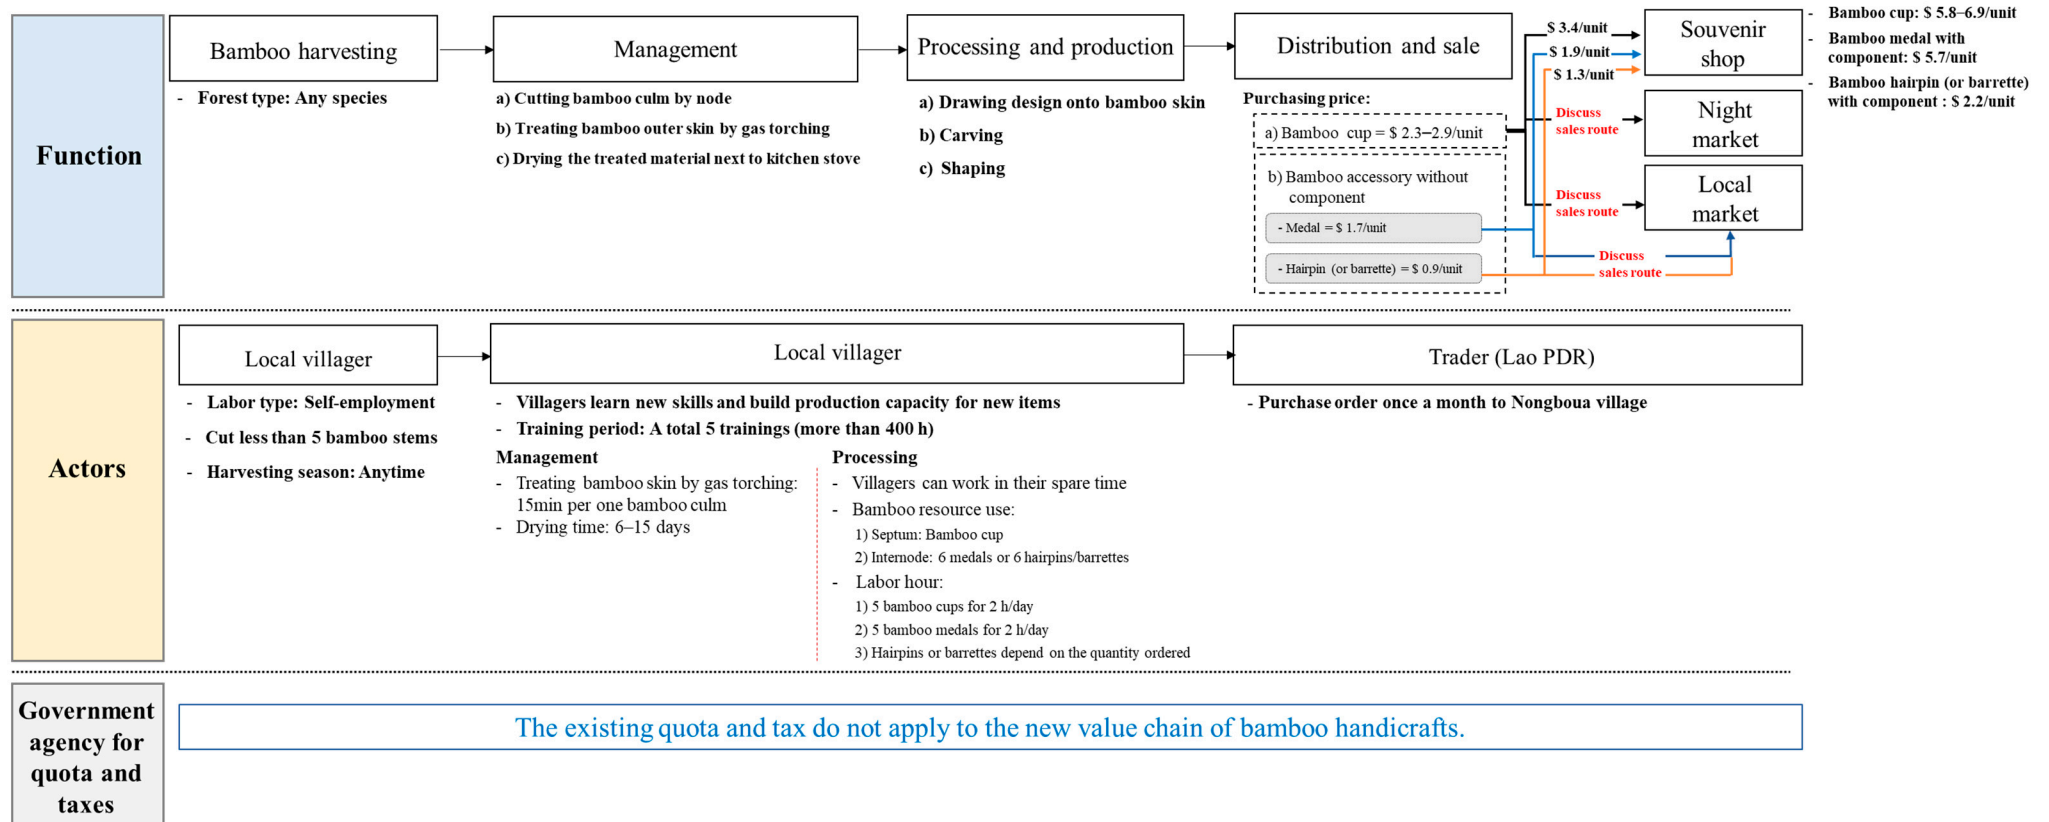 Function
Bamboo harvesting
- Forest type: Any species
Management
a) Cutting bamboo culm by node
b) Treating bamboo outer skin by gas torching
c) Drying the treated material next to kitchen stove
Processing and production
a) Drawing design onto bamboo skin
b) Carving
c) Shaping
Distribution and sale
Purchasing price:
a) Bamboo cup = $ 2.3–2.9/unit
b) Bamboo accessory without
component
- Medal = $ 1.7/unit
- Hairpin (or barrette) = $ 0.9/unit
$ 3.4/unit
$ 1.9/unit
$ 1.3/unit
Discuss
sales route
Discuss
sales route
Discuss
sales route
Souvenir
shop
Night
market
Local
market
- Bamboo cup: $ 5.8–6.9/unit
- Bamboo medal with
component: $ 5.7/unit
- Bamboo hairpin (or barrette)
with component : $ 2.2/unit
Actors
Local villager
- Labor type: Self-employment
- Cut less than 5 bamboo stems
- Harvesting season: Anytime
Local villager
- Villagers learn new skills and build production capacity for new items
- Training period: A total 5 trainings (more than 400 h)
Management
- Treating bamboo skin by gas torching:
15min per one bamboo culm
- Drying time: 6–15 days
Processing
- Villagers can work in their spare time
- Bamboo resource use:
1) Septum: Bamboo cup
2) Internode: 6 medals or 6 hairpins/barrettes
- Labor hour:
1) 5 bamboo cups for 2 h/day
2) 5 bamboo medals for 2 h/day
3) Hairpins or barrettes depend on the quantity ordered
Trader (Lao PDR)
- Purchase order once a month to Nongboua village
Government
agency for
quota and
taxes
The existing quota and tax do not apply to the new value chain of bamboo handicrafts.